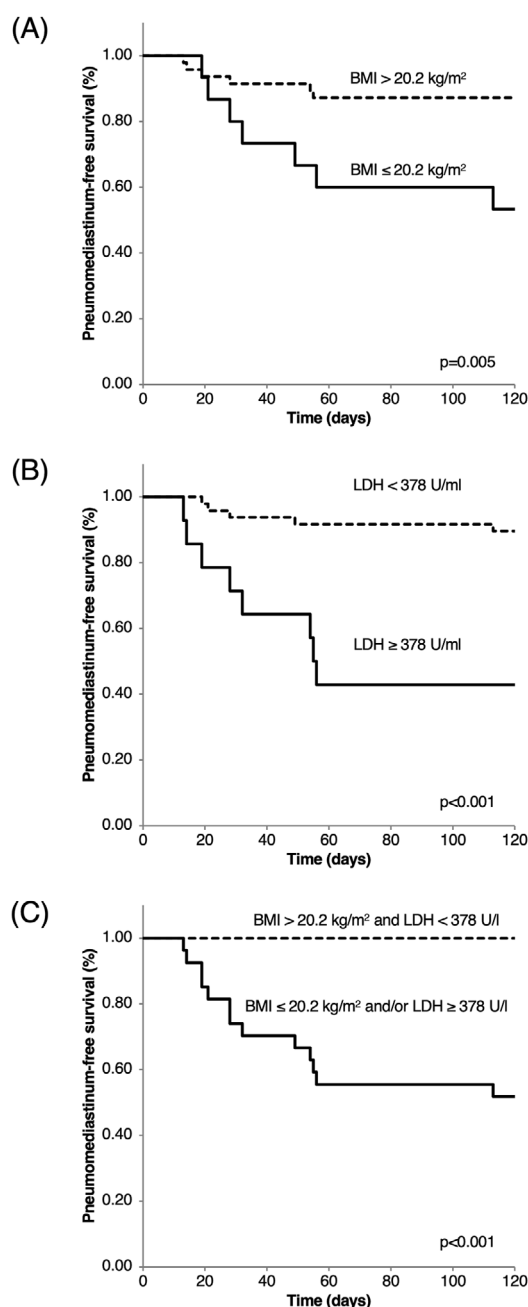 (A)
Pneumomediastinum-free survival (%)
1.00
0.80
0.60
0.40
0.20
0.00
BMI > 20.2 kg/m²
BMI ≤ 20.2 kg/m²
p=0.005
0 20 40 60 80 100 120
Time (days)
(B)
Pneumomediastinum-free survival (%)
1.00
0.80
0.60
0.40
0.20
0.00
LDH < 378 U/ml
LDH ≥ 378 U/ml
p<0.001
0 20 40 60 80 100 120
Time (days)
(C)
Pneumomediastinum-free survival (%)
1.00
0.80
0.60
0.40
0.20
0.00
BMI > 20.2 kg/m² and LDH < 378 U/l
BMI ≤ 20.2 kg/m² and/or LDH ≥ 378 U/l
p<0.001
0 20 40 60 80 100 120
Time (days)